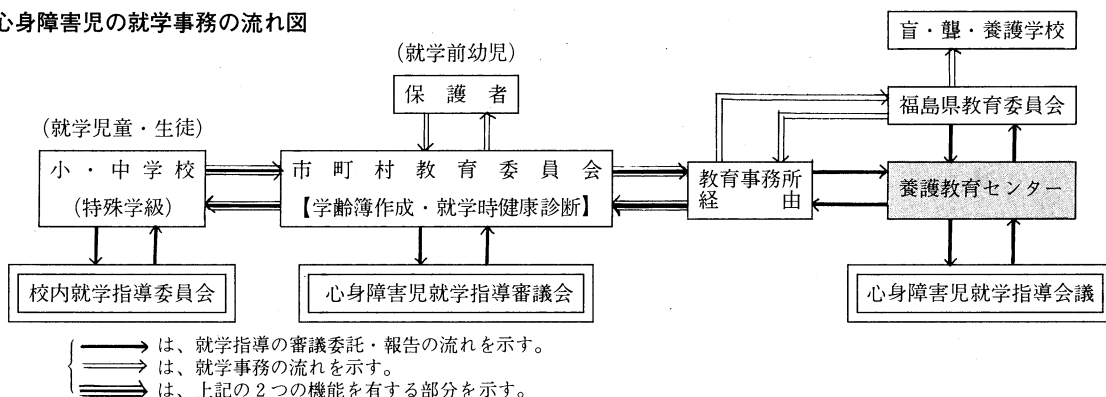 心身障害児の就学事務の流れ図
盲・聾・養護学校
(就学前幼児)
保護者
福島県教育委員会
(就学児童・生徒)
小・中学校
(特殊学級)
市町村教育委員会
【学齢簿作成・就学時健康診断】
教育事務所
経由
養護教育センター
校内就学指導委員会
心身障害児就学指導審議会
心身障害児就学指導会議
は、就学指導の審議委託・報告の流れを示す。
は、就学事務の流れを示す。
は、上記の2つの機能を有する部分を示す。